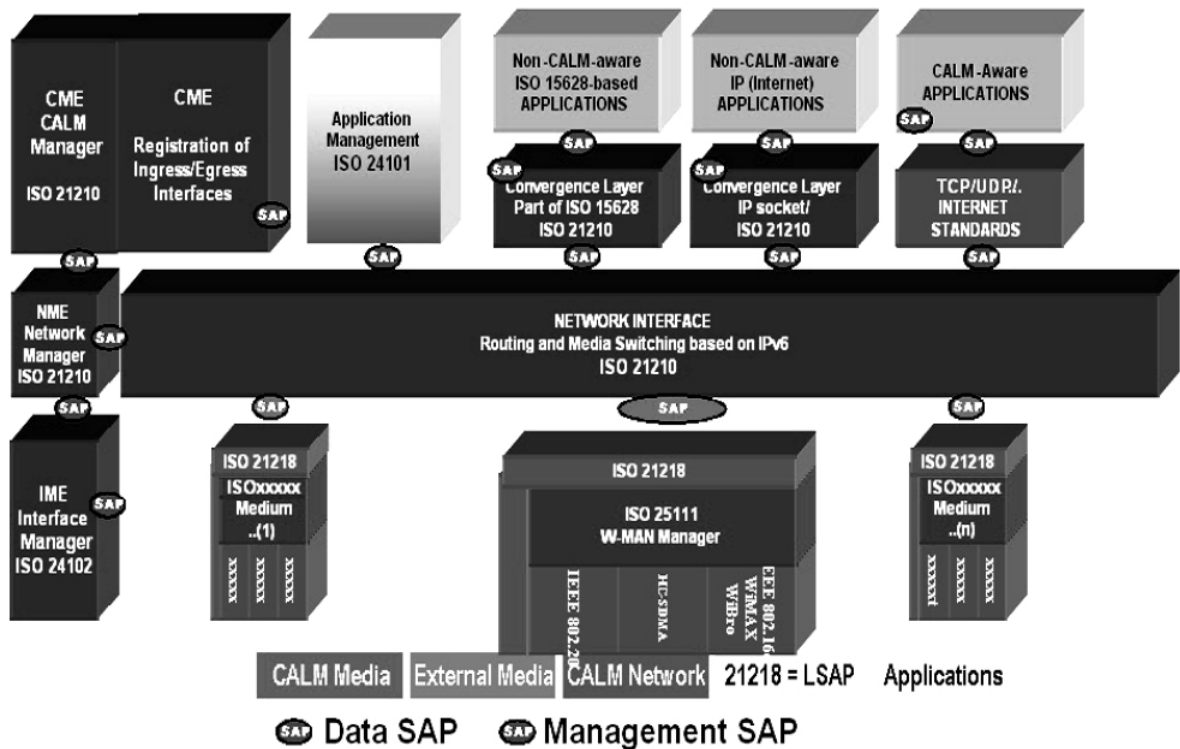 CME
CALM
Manager
ISO 21210
CME
Registration of
Ingress/Egress
Interfaces
SAP
Application
Management
ISO 24101
Non-CALM-aware
ISO 15628-based
APPLICATIONS
Non-CALM-aware
IP (Internet)
APPLICATIONS
CALM-Aware
APPLICATIONS
SAP
SAP
SAP
SAP
SAP
Convergence Layer
Part of ISO 15628
ISO 21210
SAP
Convergence Layer
IP socket/
ISO 21210
TCP/UDP/.
INTERNET
STANDARDS
SAP
SAP
SAP
SAP
SAP
NME
Network
Manager
ISO 21210
SAP
NETWORK INTERFACE
Routing and Media Switching based on IPv6
ISO 21210
SAP
SAP
SAP
SAP
IME
Interface
Manager
ISO 24102
SAP
ISO 21218
ISOxxxxx
Medium
..(1)
xxxxx
xxxxx
xxxxx
ISO 21218
ISO 25111
W-MAN Manager
IEEE 802.20
HC-SDMA
EEE 802.16
WiMAX
WiBro
ISO 21218
ISOxxxxx
Medium
..(n)
xxxxxt
xxxxx
xxxxx
CALM Media
External Media
CALM Network
21218 = LSAP
Applications
SAP Data SAP
SAP Management SAP